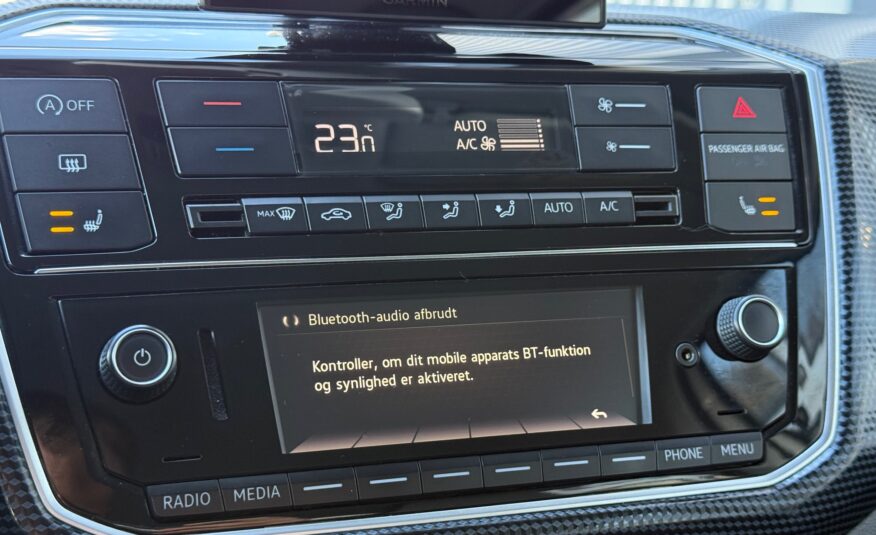 GARMIN
A OFF
23⁰ °C
AUTO
A/C
PASSENGER AIR BAG
MAX
AUTO
A/C
Bluetooth-audio afbrudt
Kontroller, om dit mobile apparats BT-funktion
og synlighed er aktiveret.
RADIO
MEDIA
PHONE
MENU